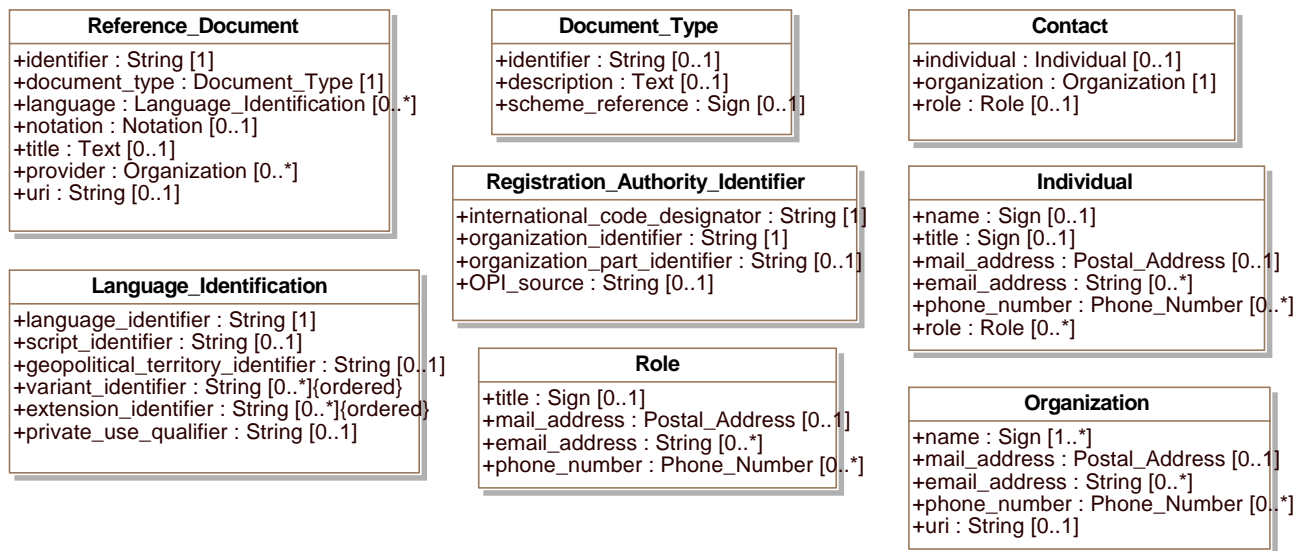 Reference_Document
+identifier : String [1]
+document_type : Document_Type [1]
+language : Language_Identification [0..*]
+notation : Notation [0..1]
+title : Text [0..1]
+provider : Organization [0..*]
+uri : String [0..1]
Language_Identification
+language_identifier : String [1]
+script_identifier : String [0..1]
+geopolitical_territory_identifier : String [0..1]
+variant_identifier : String [0..*]{ordered}
+extension_identifier : String [0..*]{ordered}
+private_use_qualifier : String [0..1]
Document_Type
+identifier : String [0..1]
+description : Text [0..1]
+scheme_reference : Sign [0..1]
Registration_Authority_Identifier
+international_code_designator : String [1]
+organization_identifier : String [1]
+organization_part_identifier : String [0..1]
+OPI_source : String [0..1]
Role
+title : Sign [0..1]
+mail_address : Postal_Address [0..1]
+email_address : String [0..*]
+phone_number : Phone_Number [0..*]
Contact
+individual : Individual [0..1]
+organization : Organization [1]
+role : Role [0..1]
Individual
+name : Sign [0..1]
+title : Sign [0..1]
+mail_address : Postal_Address [0..1]
+email_address : String [0..*]
+phone_number : Phone_Number [0..*]
+role : Role [0..*]
Organization
+name : Sign [1..*]
+mail_address : Postal_Address [0..1]
+email_address : String [0..*]
+phone_number : Phone_Number [0..*]
+uri : String [0..1]